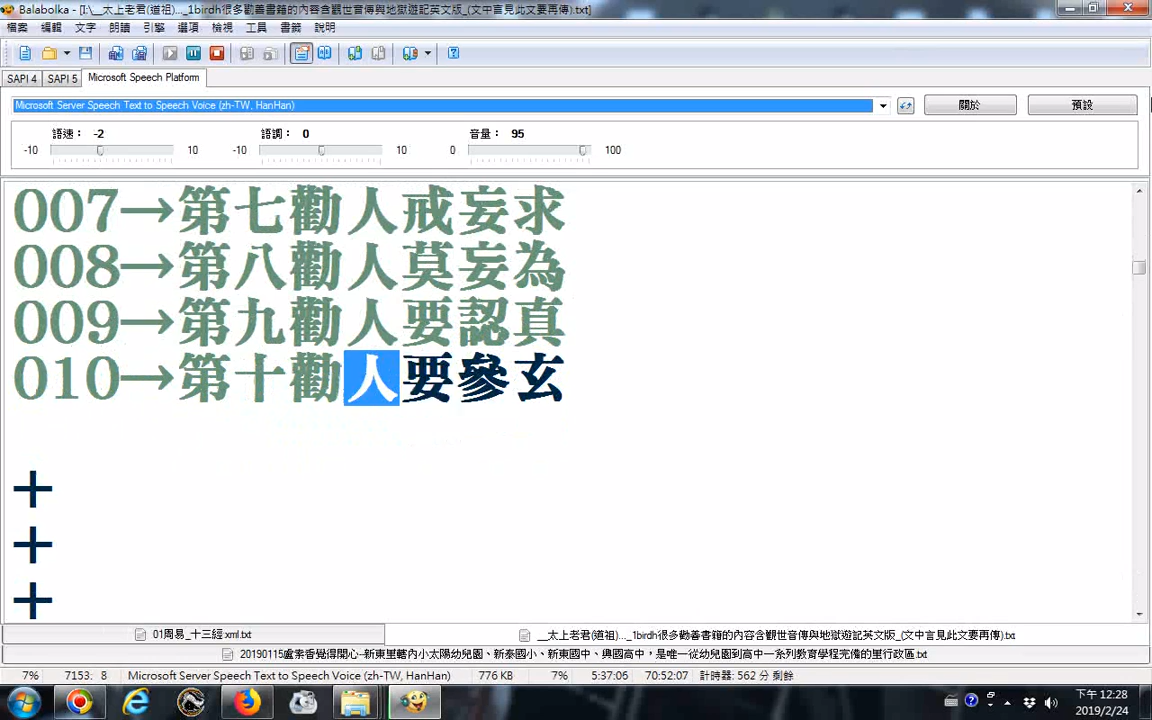 Balabolka - [I:\__太上老君(道祖)..._1birdh很多勸善書籍的內容含觀世音傳與地獄遊記英文版_(文中言見此文要再傳).txt]
檔案 編輯 文字 朗讀 引擎 選項 檢視 工具 書籤 說明
SAPI 4 SAPI 5 Microsoft Speech Platform
Microsoft Server Speech Text to Speech Voice (zh-TW, HanHan)
關於 預設
語速： -2 語調： 0 音量： 95
-10 10 -10 10 0 100
007→第七勸人戒妄求
008→第八勸人莫妄為
009→第九勸人要認真
010→第十勸人要參玄
＋
＋
＋
01周易_十三經.xml.txt
__太上老君(道祖)..._1birdh很多勸善書籍的內容含觀世音傳與地獄遊記英文版_(文中言見此文要再傳).txt
20190115盧素香覺得開心--新東里轄內小太陽幼兒園、新泰國小、新東國中、興國高中，是唯一從幼兒園到高中一系列教育學程完備的里行政區.txt
7% 7153: 8 Microsoft Server Speech Text to Speech Voice (zh-TW, HanHan) 776 KB 7% 5:37:06 70:52:07 計時器: 562 分 剩餘
下午 12:28
2019/2/24